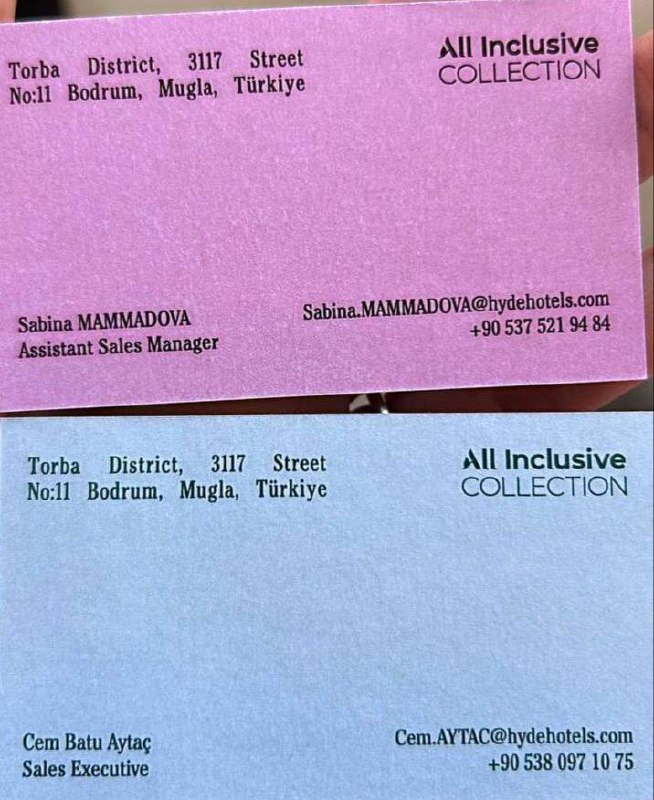 Torba District, 3117 Street
No:11 Bodrum, Mugla, Türkiye
All Inclusive
COLLECTION
Sabina MAMMADOVA
Assistant Sales Manager
Sabina.MAMMADOVA@hydehotels.com
+90 537 521 94 84
Torba District, 3117 Street
No:11 Bodrum, Mugla, Türkiye
All Inclusive
COLLECTION
Cem Batu Aytaç
Sales Executive
Cem.AYTAC@hydehotels.com
+90 538 097 10 75